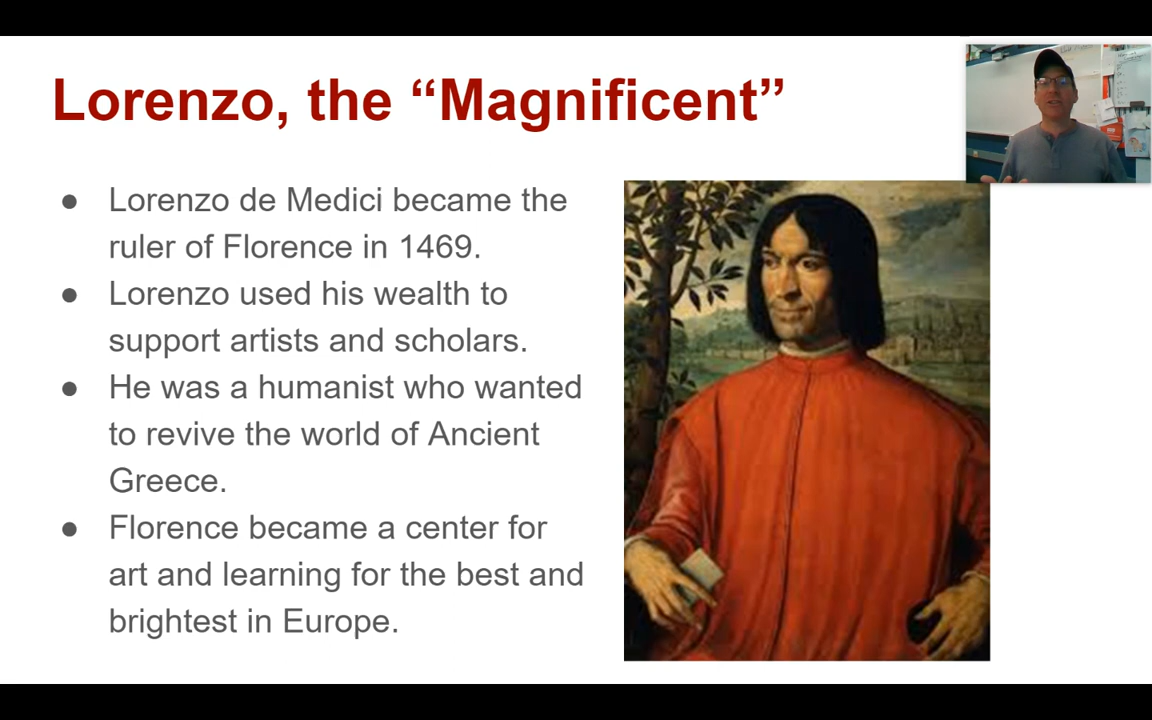 Lorenzo, the “Magnificent”
● Lorenzo de Medici became the
ruler of Florence in 1469.
● Lorenzo used his wealth to
support artists and scholars.
● He was a humanist who wanted
to revive the world of Ancient
Greece.
● Florence became a center for
art and learning for the best and
brightest in Europe.